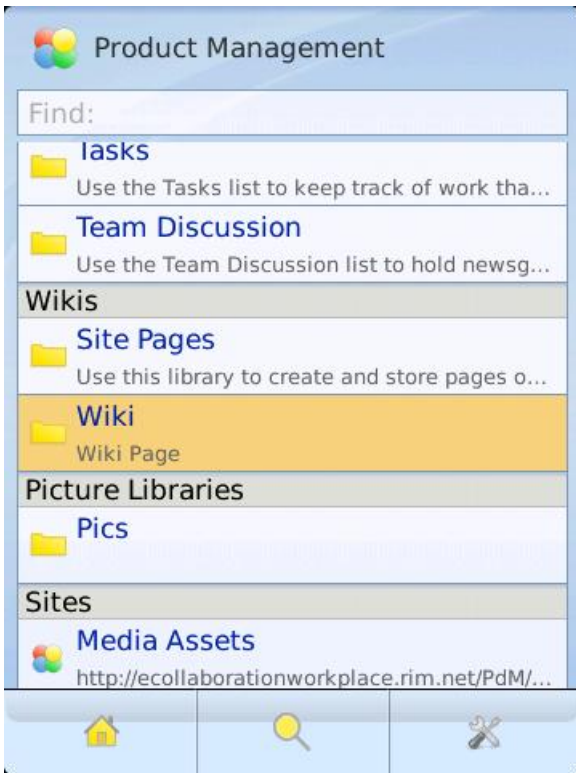 Product Management
Find:
Tasks
Use the Tasks list to keep track of work tha...
Team Discussion
Use the Team Discussion list to hold newsg...
Wikis
Site Pages
Use this library to create and store pages o...
Wiki
Wiki Page
Picture Libraries
Pics
Sites
Media Assets
http://ecollaborationworkplace.rim.net/PdM/...